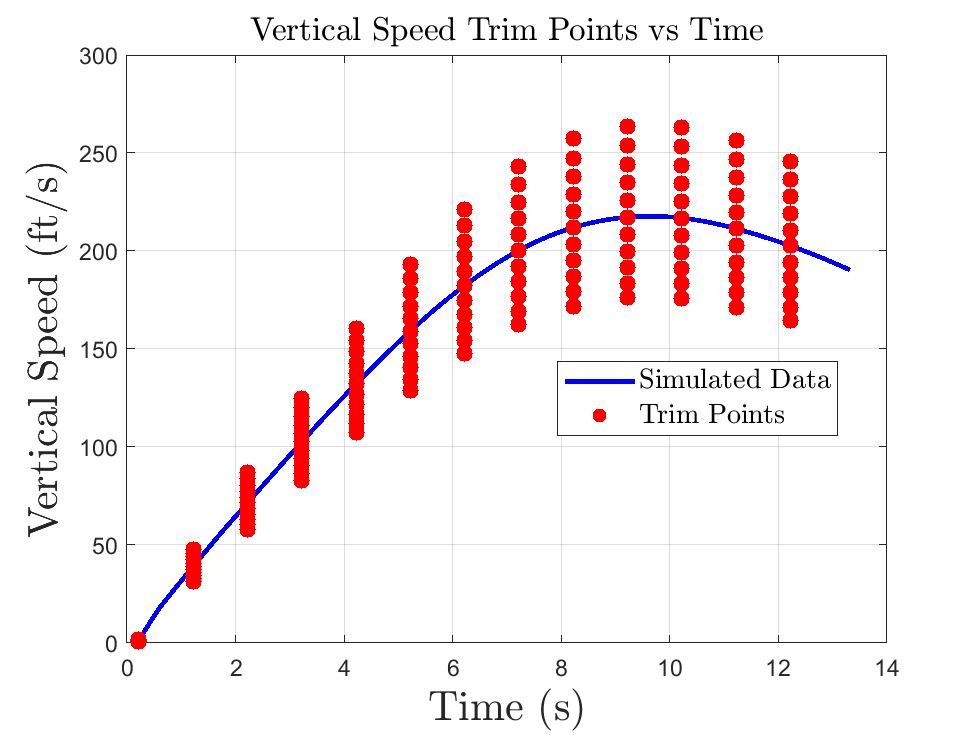 Vertical Speed Trim Points vs Time
Vertical Speed (ft/s)
300
250
200
150
100
50
0
Simulated Data
Trim Points
0 2 4 6 8 10 12 14
Time (s)